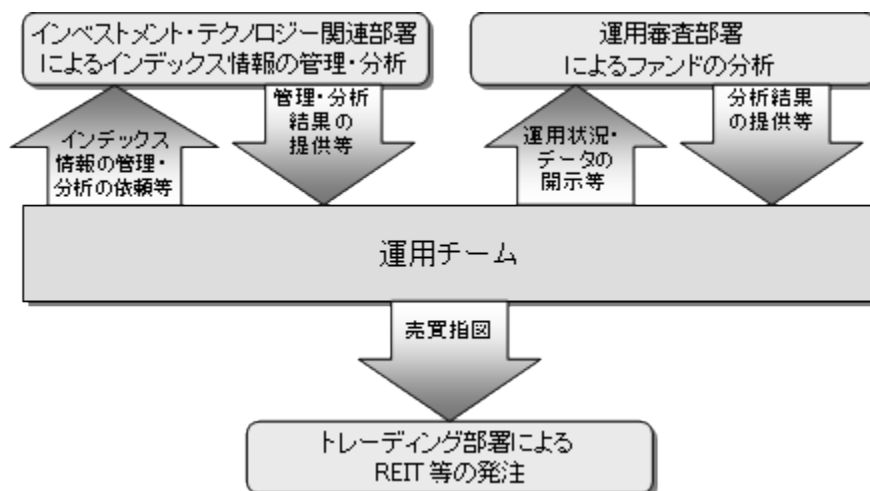 インベストメント・テクノロジー関連部署
によるインデックス情報の管理・分析
運用審査部署
によるファンドの分析
インデックス
情報の管理・
分析の依頼等
管理・分析
結果の
提供等
運用状況・
データの
開示等
分析結果
の提供等
運用チーム
売買指図
トレーディング部署による
REIT 等の発注